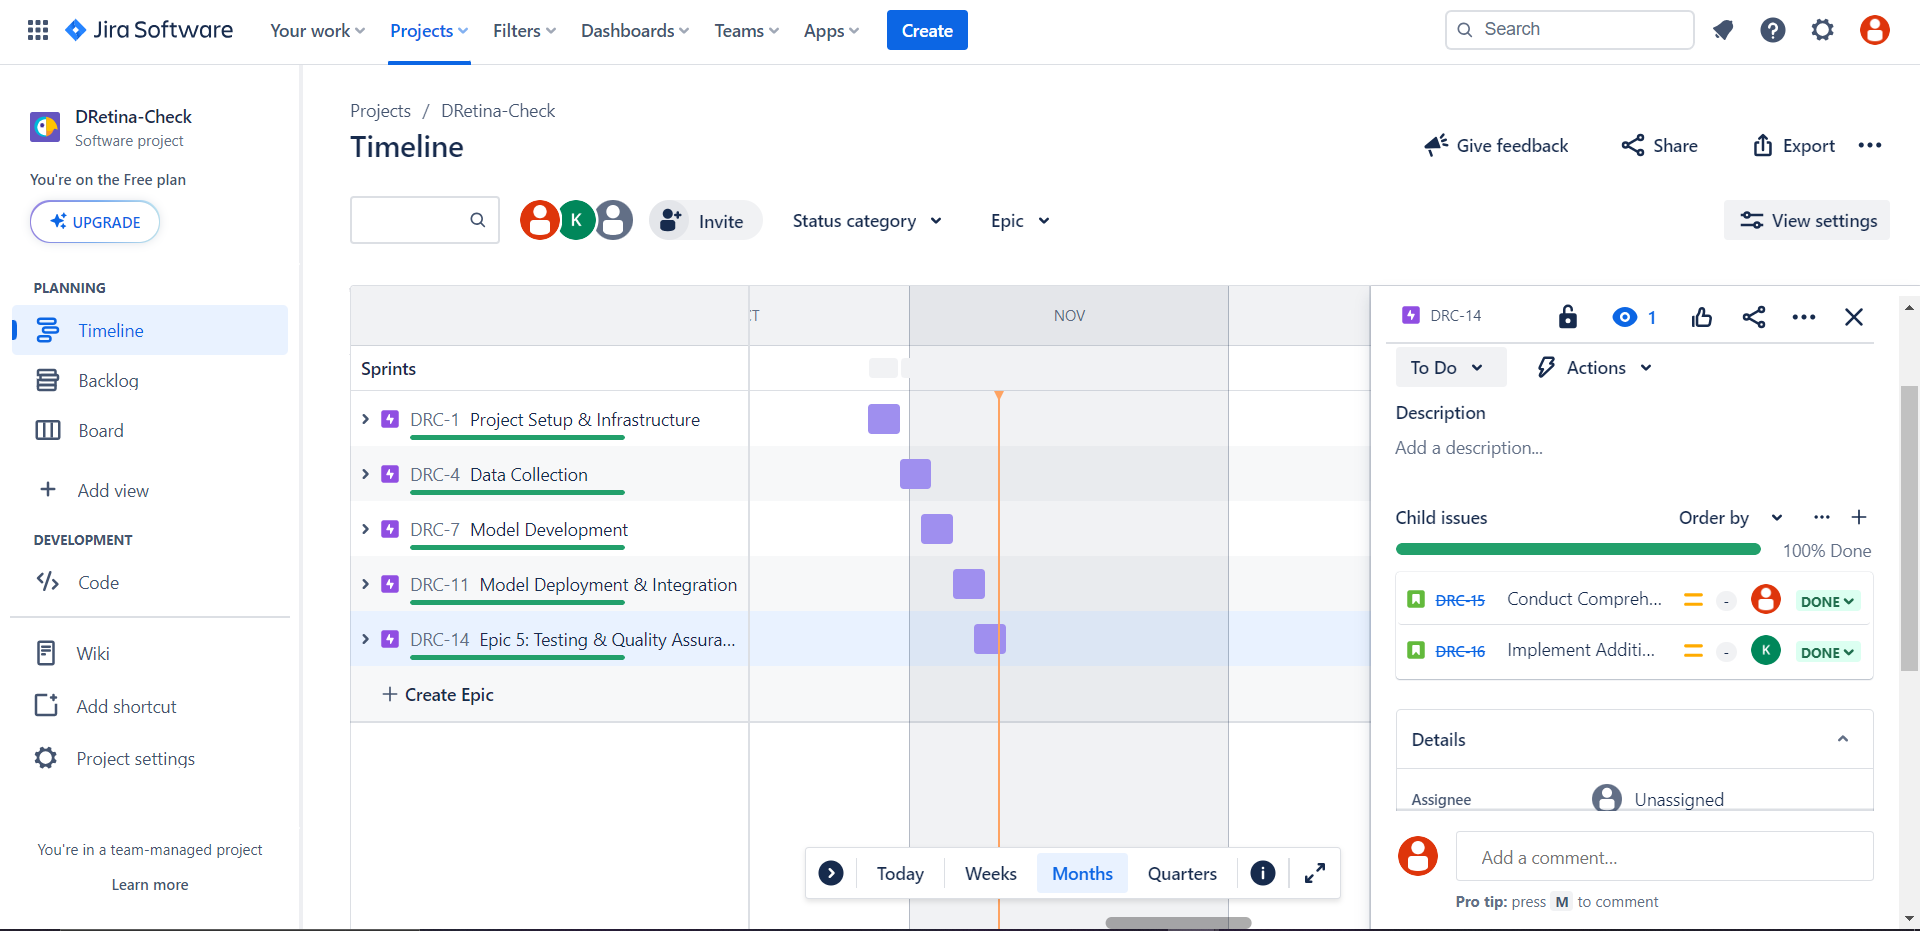 Jira Software
Your work
Projects
Filters
Dashboards
Teams
Apps
Create
Search
DRetina-Check
Software project
You're on the Free plan
UPGRADE
PLANNING
Timeline
Backlog
Board
Add view
DEVELOPMENT
Code
Wiki
Add shortcut
Project settings
You're in a team-managed project
Learn more
Projects / DRetina-Check
Timeline
Give feedback
Share
Export
K
Invite
Status category
Epic
View settings
NOV
Sprints
DRC-1 Project Setup & Infrastructure
DRC-4 Data Collection
DRC-7 Model Development
DRC-11 Model Deployment & Integration
DRC-14 Epic 5: Testing & Quality Assura...
Create Epic
Today
Weeks
Months
Quarters
DRC-14
1
To Do
Actions
Description
Add a description...
Child issues
Order by
100% Done
DRC-15 Conduct Compreh... - DONE
DRC-16 Implement Additi... - K DONE
Details
Assignee
Unassigned
Add a comment...
Pro tip: press M to comment